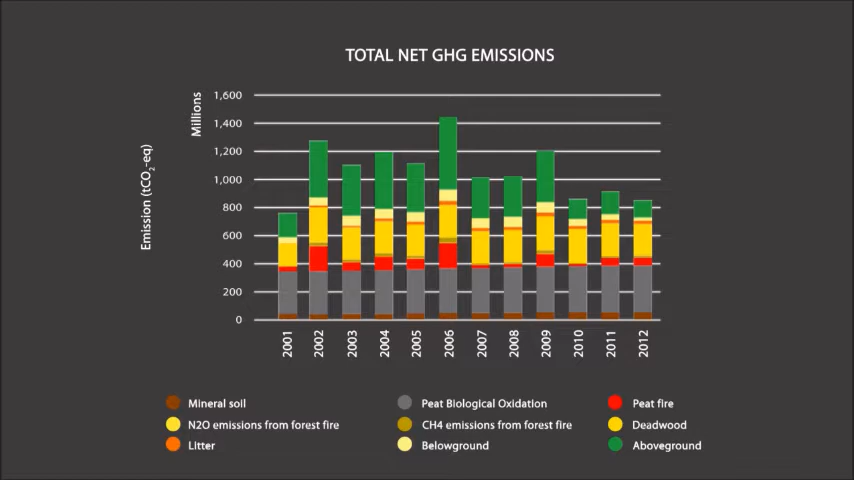 TOTAL NET GHG EMISSIONS
Millions
Emission (tCO2-eq)
1,600
1,400
1,200
1,000
800
600
400
200
0
2001 2002 2003 2004 2005 2006 2007 2008 2009 2010 2011 2012
Mineral soil Peat Biological Oxidation Peat fire
N2O emissions from forest fire CH4 emissions from forest fire Deadwood
Litter Belowground Aboveground